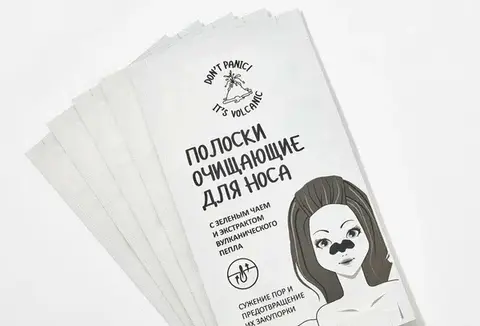 DON'T PANIC!
IT'S VOLCANIC
ПОЛОСКИ
ОЧИЩАЮЩИЕ
ДЛЯ НОСА
С ЗЕЛЕНЫМ ЧАЕМ
И ЭКСТРАКТОМ
ВУЛКАНИЧЕСКОГО
ПЕПЛА
СУЖЕНИЕ ПОР И
ПРЕДОТВРАЩЕНИЕ
ИХ ЗАКУПОРКИ